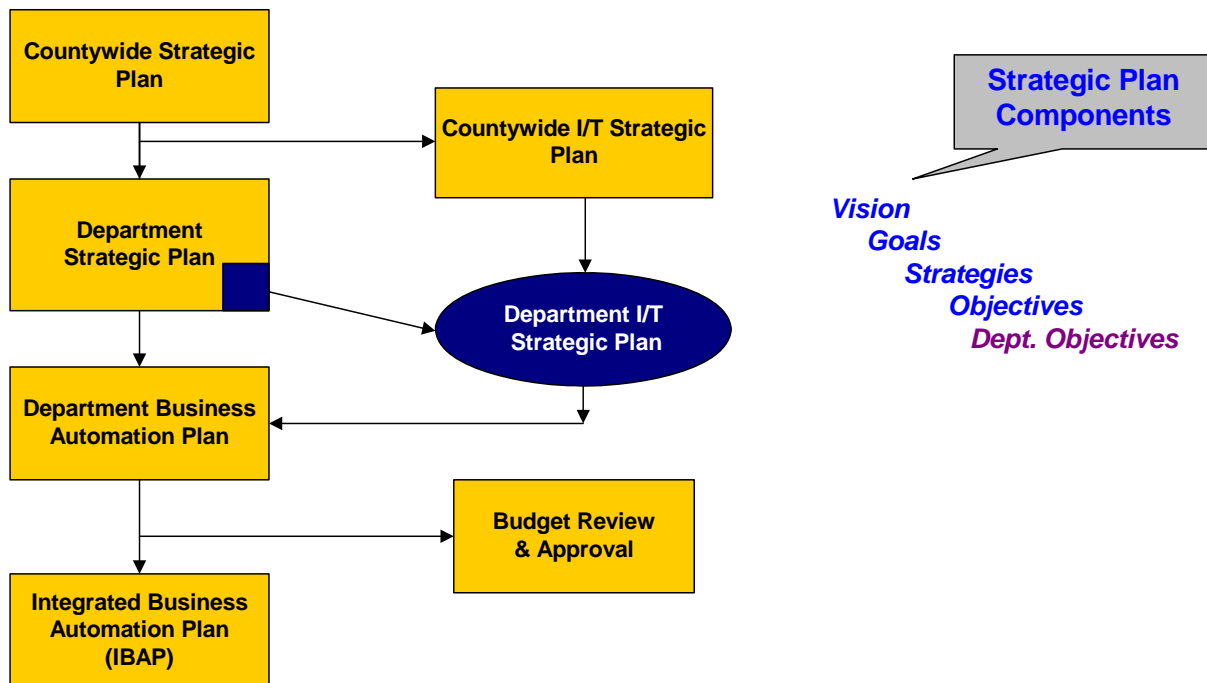 Countywide Strategic
Plan
Countywide I/T Strategic
Plan
Department
Strategic Plan
Department I/T
Strategic Plan
Department Business
Automation Plan
Budget Review
& Approval
Integrated Business
Automation Plan
(IBAP)
Strategic Plan
Components
Vision
Goals
Strategies
Objectives
Dept. Objectives